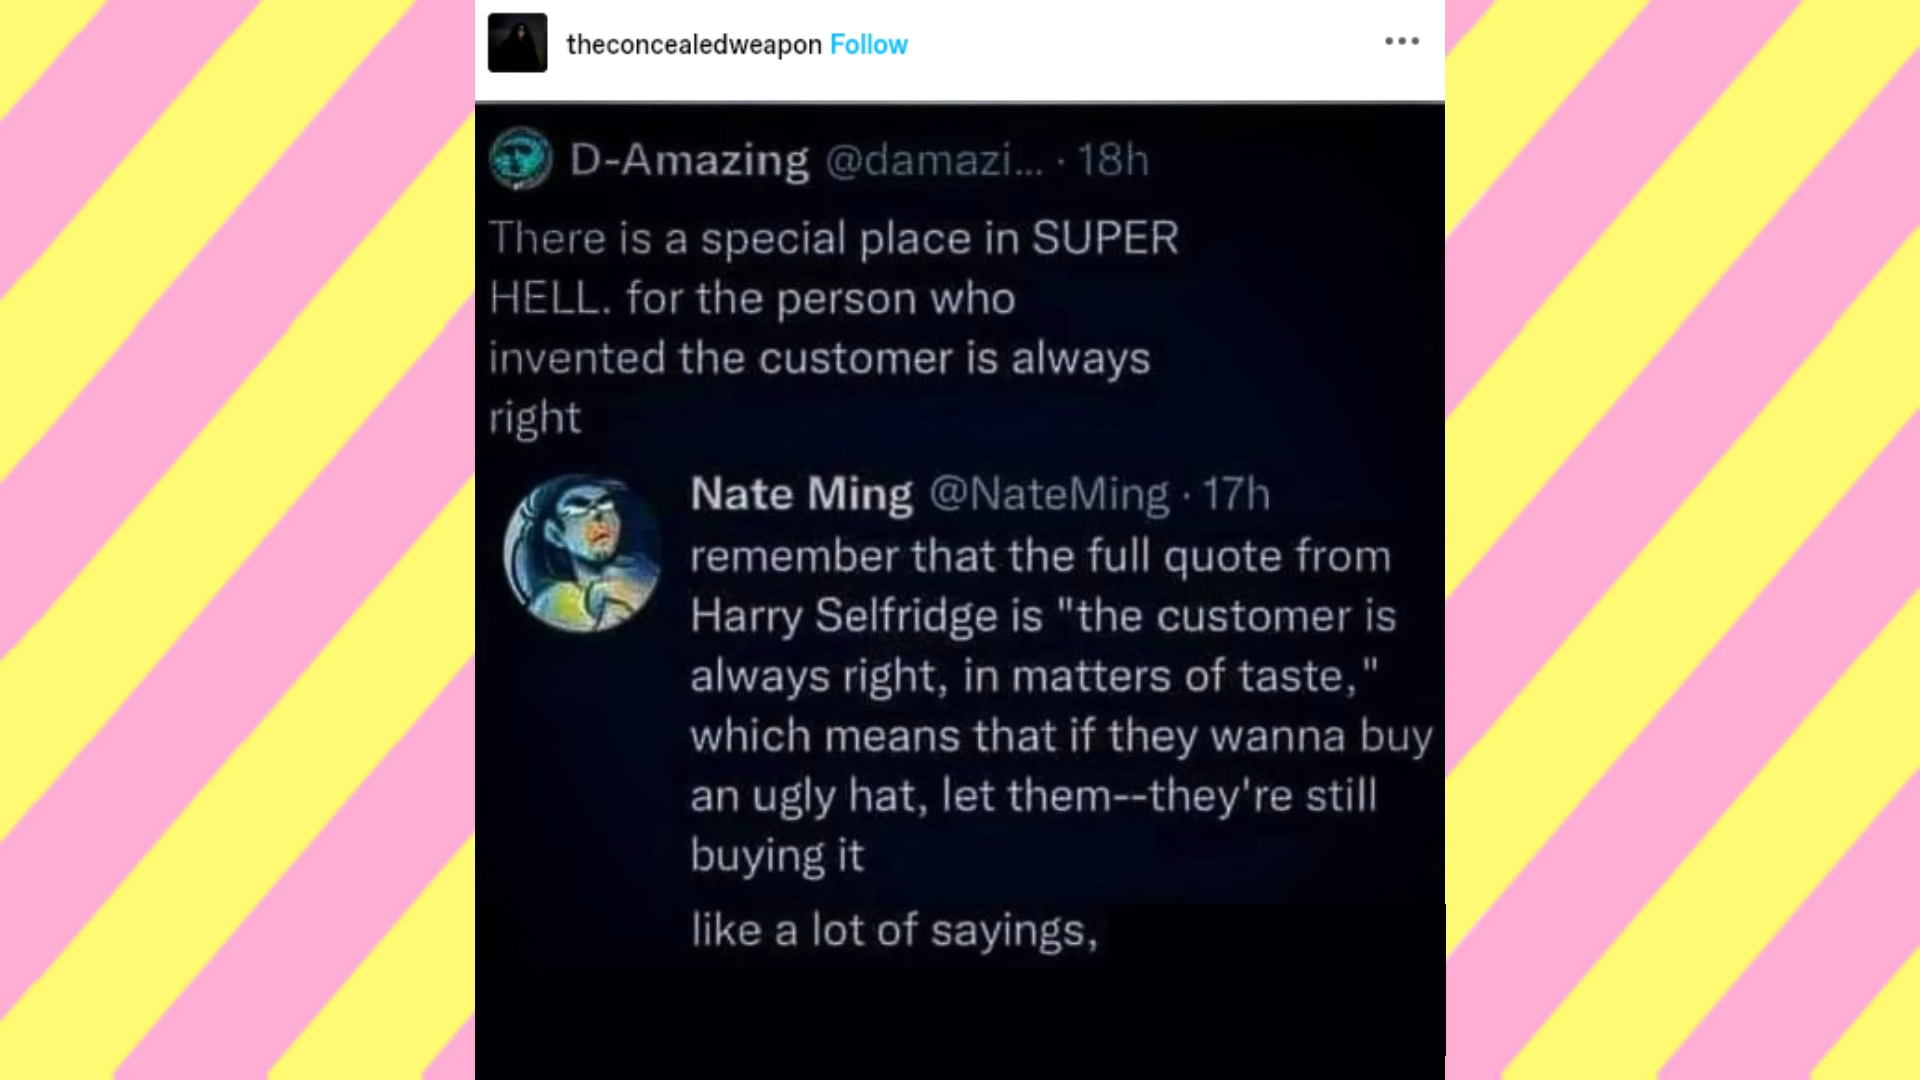 theconcealedweapon Follow
D-Amazing @damazi... · 18h
There is a special place in SUPER
HELL. for the person who
invented the customer is always
right
Nate Ming @NateMing · 17h
remember that the full quote from
Harry Selfridge is "the customer is
always right, in matters of taste,"
which means that if they wanna buy
an ugly hat, let them--they're still
buying it
like a lot of sayings,